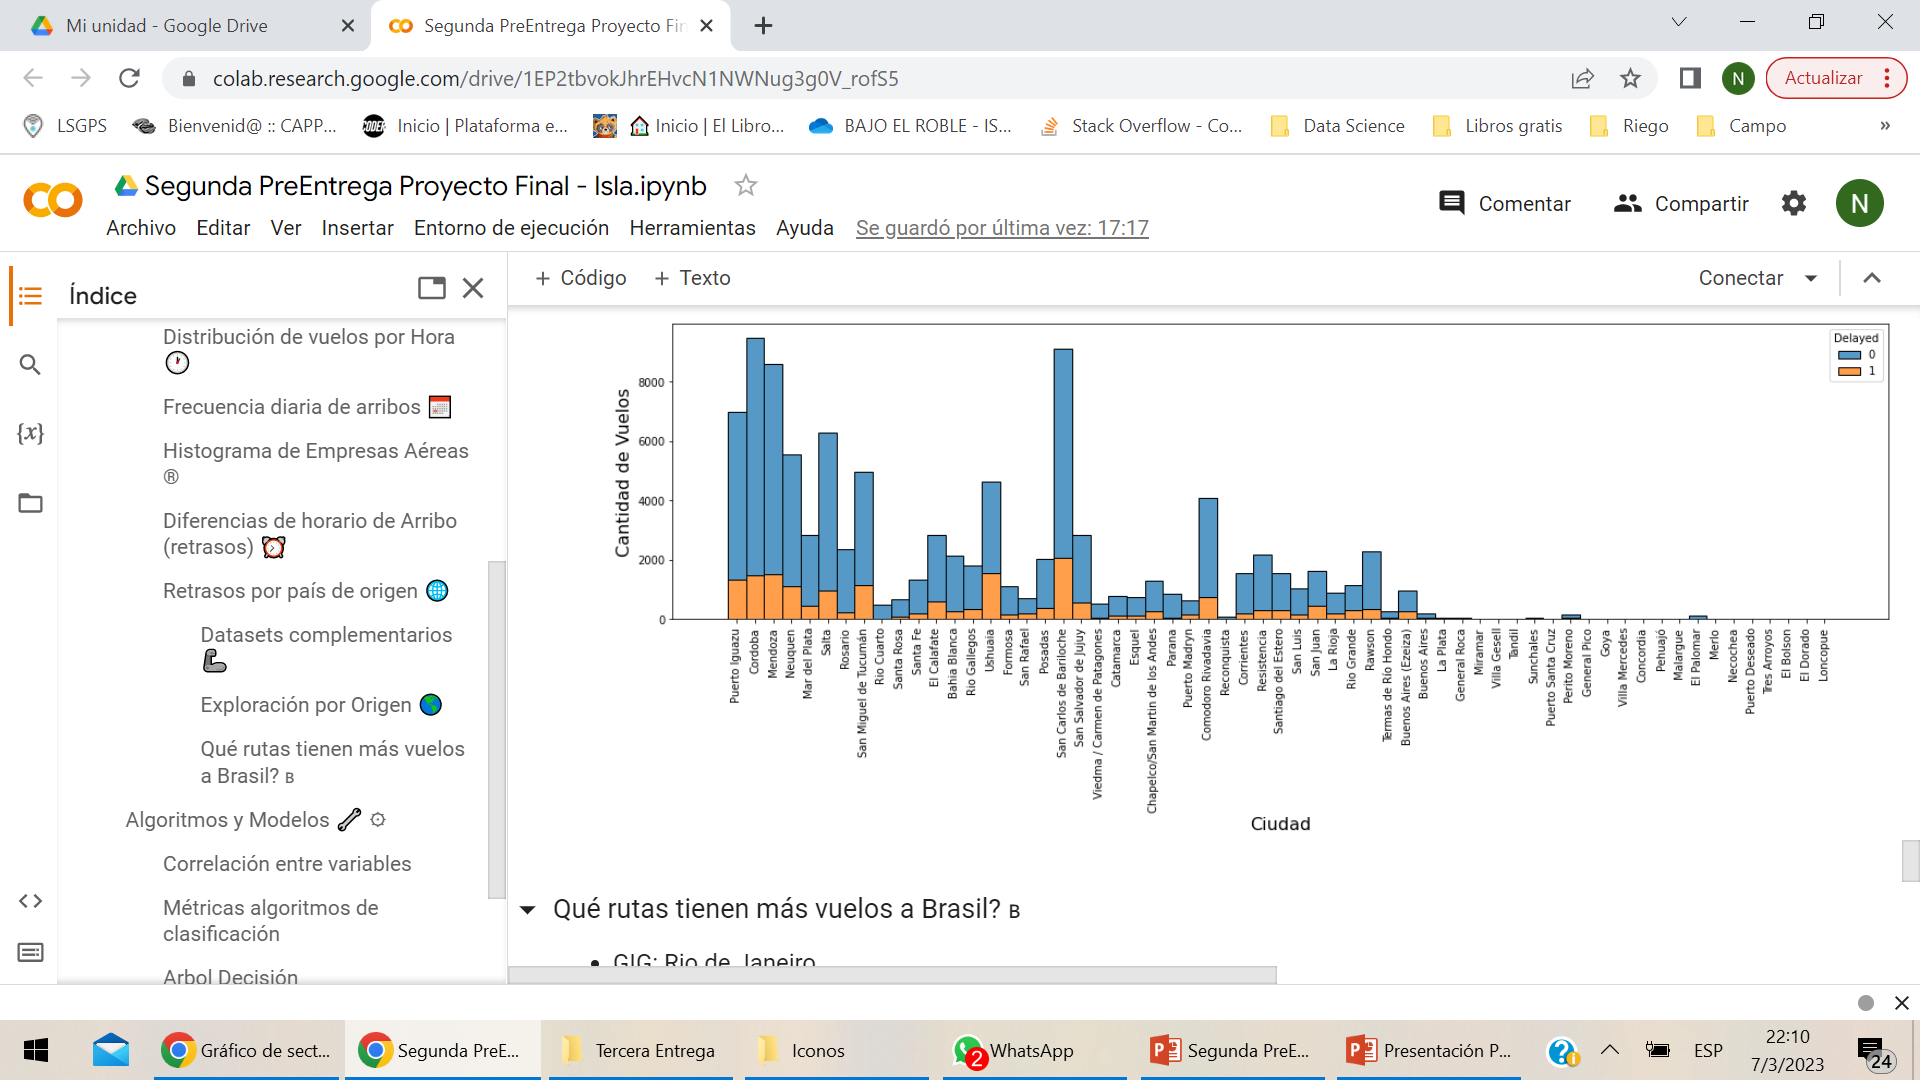 Mi unidad - Google Drive
Segunda PreEntrega Proyecto Fin
colab.research.google.com/drive/1EP2tbvokJhrEHvcN1NWNug3g0V_rofS5
N
Actualizar
LSGPS
Bienvenid@ :: CAPP...
CODER
Inicio | Plataforma e...
Inicio | El Libro...
BAJO EL ROBLE - IS...
Stack Overflow - Co...
Data Science
Libros gratis
Riego
Campo
»
Segunda PreEntrega Proyecto Final - Isla.ipynb
Comentar
Compartir
N
Archivo Editar Ver Insertar Entorno de ejecución Herramientas Ayuda Se guardó por última vez: 17:17
Índice
+ Código + Texto
Conectar
Distribución de vuelos por Hora
Frecuencia diaria de arribos
Histograma de Empresas Aéreas
®
Diferencias de horario de Arribo
(retrasos)
Retrasos por país de origen
Datasets complementarios
Exploración por Origen
Qué rutas tienen más vuelos
a Brasil? B
Algoritmos y Modelos
Correlación entre variables
Métricas algoritmos de
clasificación
Arbol Decisión
{x}
<>
Delayed
0
1
Cantidad de Vuelos
8000
6000
4000
2000
0
Puerto Iguazu
Cordoba
Mendoza
Neuquen
Mar del Plata
Salta
Rosario
San Miguel de Tucumán
Rio Cuarto
Santa Rosa
Santa Fe
El Calafate
Bahia Blanca
Rio Gallegos
Ushuaia
Formosa
San Rafael
Posadas
San Carlos de Bariloche
San Salvador de Jujuy
Viedma / Carmen de Patagones
Catamarca
Esquel
Chapelco/San Martin de los Andes
Parana
Puerto Madryn
Comodoro Rivadavia
Reconquista
Corrientes
Resistencia
Santiago del Estero
San Luis
San Juan
La Rioja
Rio Grande
Rawson
Termas de Río Hondo
Buenos Aires (Ezeiza)
Buenos Aires
La Plata
General Roca
Miramar
Villa Gesell
Tandil
Sunchales
Puerto Santa Cruz
Perito Moreno
General Pico
Goya
Villa Mercedes
Concordia
Pehuajó
Malargue
El Palomar
Merlo
Necochea
Puerto Deseado
Tres Arroyos
El Bolson
El Dorado
Loncopue
Ciudad
Qué rutas tienen más vuelos a Brasil? B
• GIG: Rio de Janeiro
Gráfico de sect...
Segunda PreE...
Tercera Entrega
Iconos
2
WhatsApp
Segunda PreE...
Presentación P...
ESP
22:10
7/3/2023
24